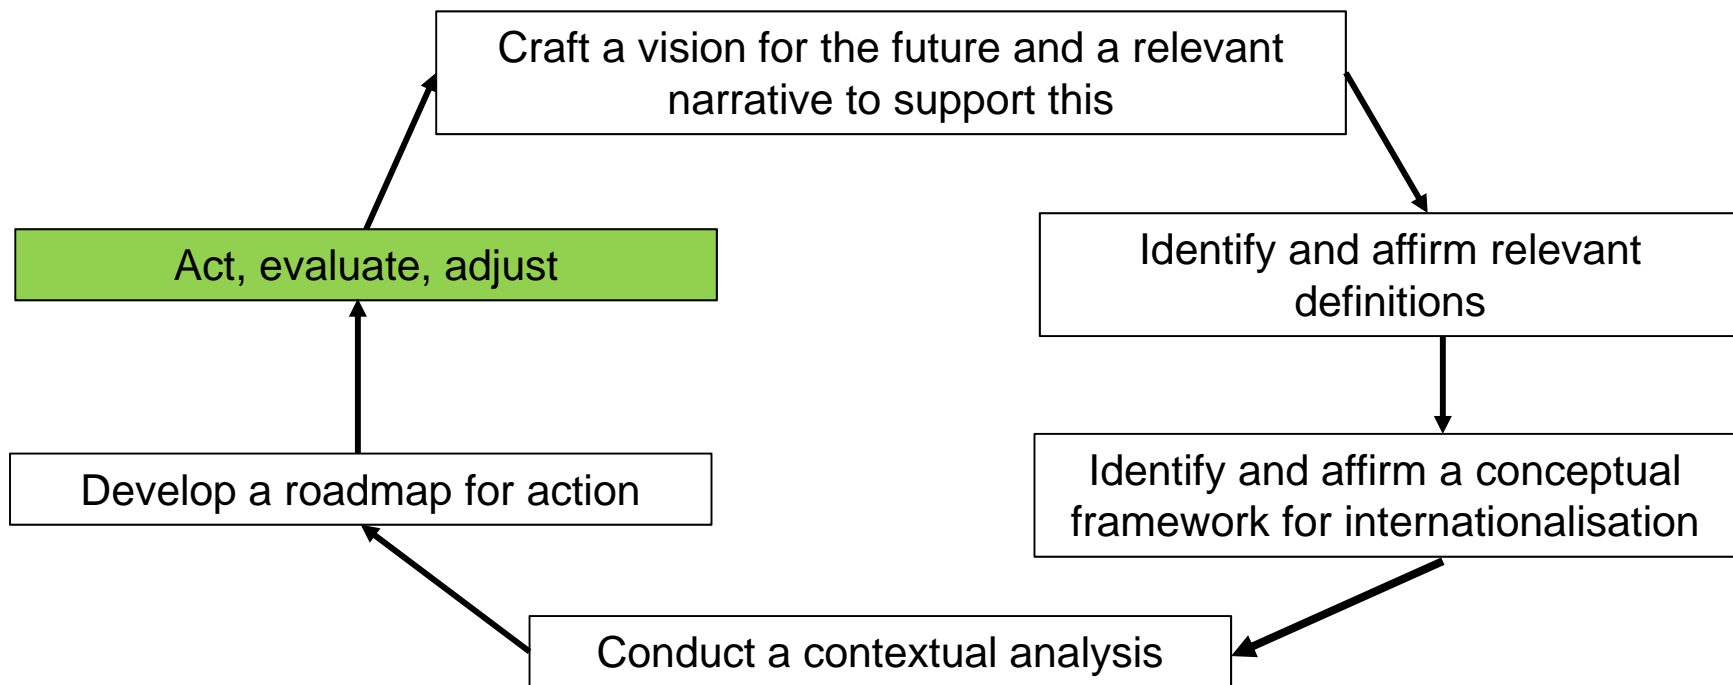 Craft a vision for the future and a relevant
narrative to support this
Act, evaluate, adjust
Identify and affirm relevant
definitions
Develop a roadmap for action
Identify and affirm a conceptual
framework for internationalisation
Conduct a contextual analysis